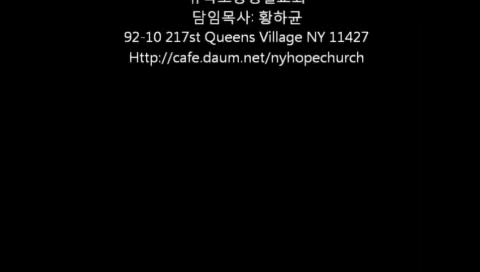 담임목사: 황하균
92-10 217st Queens Village NY 11427
Http://cafe.daum.net/nyhopechurch